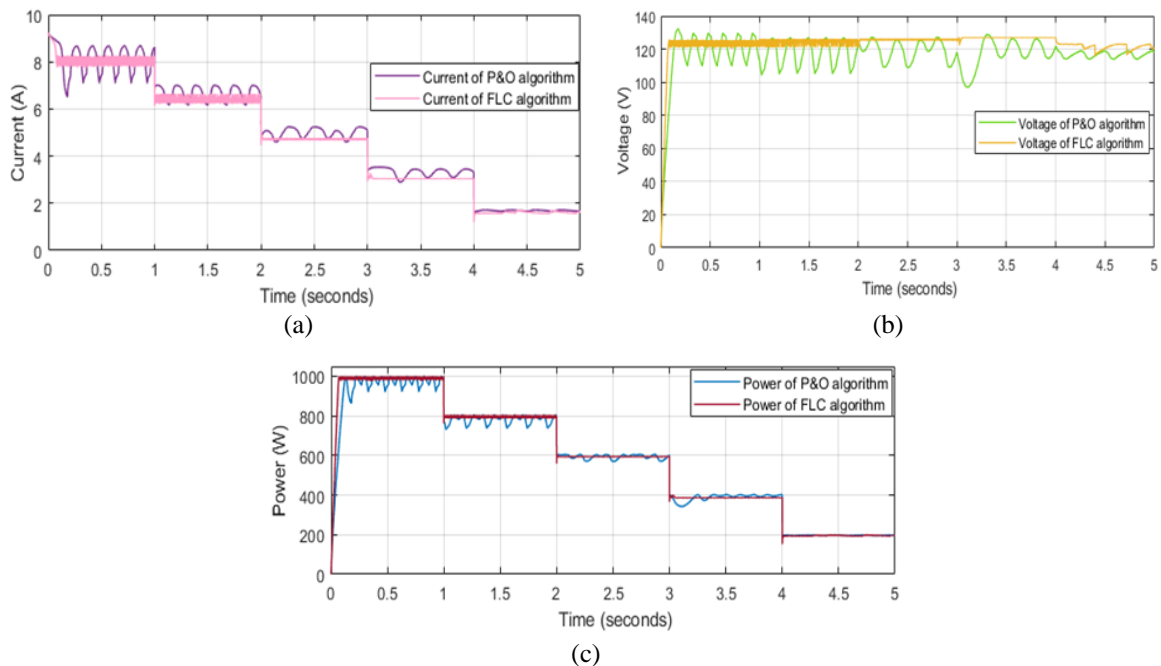 10
8
6
4
2
0
Current (A)
Current of P&O algorithm
Current of FLC algorithm
0 0.5 1 1.5 2 2.5 3 3.5 4 4.5 5
Time (seconds)
(a)
140
120
100
80
60
40
20
0
Voltage (V)
Voltage of P&O algorithm
Voltage of FLC algorithm
0 0.5 1 1.5 2 2.5 3 3.5 4 4.5 5
Time (seconds)
(b)
1000
800
600
400
200
0
Power (W)
Power of P&O algorithm
Power of FLC algorithm
0 0.5 1 1.5 2 2.5 3 3.5 4 4.5 5
Time (seconds)
(c)